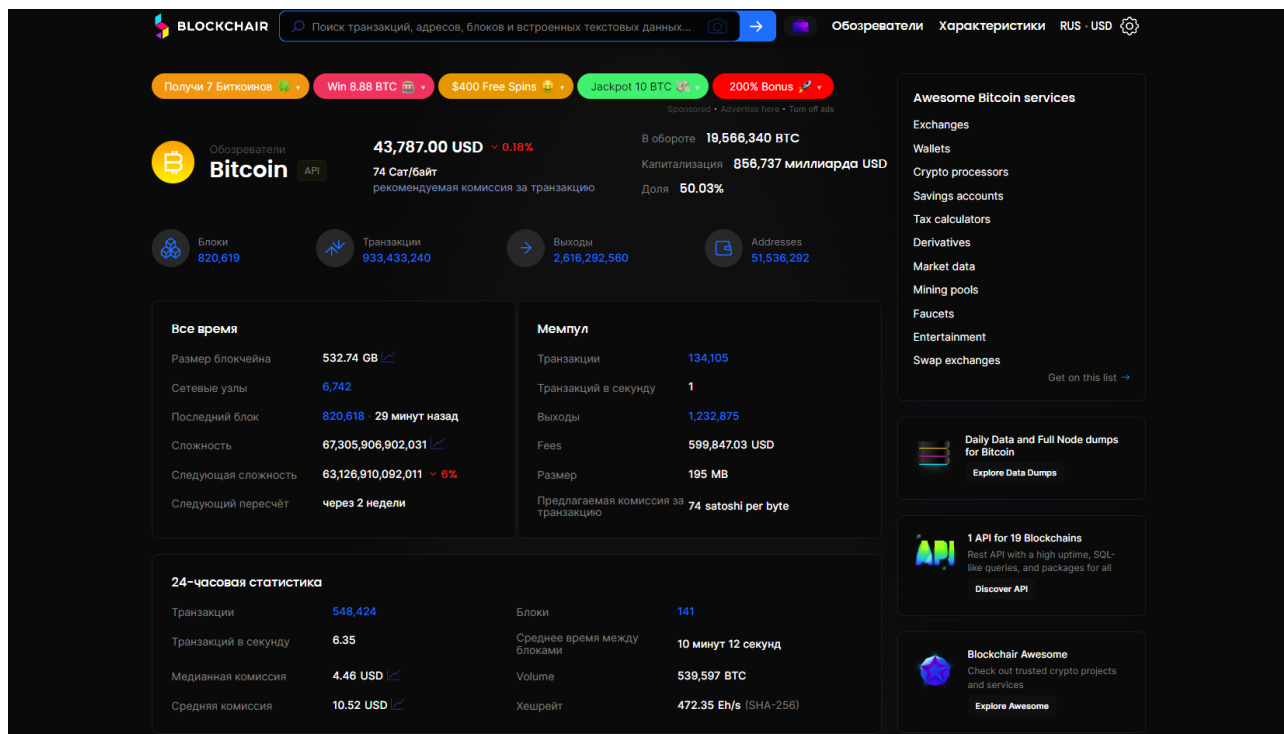 BLOCKCHAIR
Поиск транзакций, адресов, блоков и встроенных текстовых данных...
Обозреватели Характеристики RUS · USD
Получи 7 Биткоинов
Win 8.88 BTC
$400 Free Spins
Jackpot 10 BTC
200% Bonus
Sponsored • Advertise here • Turn off ads
Обозреватели
Bitcoin API
43,787.00 USD 0.18%
74 Сат/байт
рекомендуемая комиссия за транзакцию
В обороте 19,566,340 BTC
Капитализация 856,737 миллиарда USD
Доля 50.03%
Блоки
820,619
Транзакции
933,433,240
Выходы
2,616,292,560
Addresses
51,536,292
Все время
Размер блокчейна 532.74 GB
Сетевые узлы 6,742
Последний блок 820,618 · 29 минут назад
Сложность 67,305,906,902,031
Следующая сложность 63,126,910,092,011 6%
Следующий пересчёт через 2 недели
Мемпул
Транзакции 134,105
Транзакций в секунду 1
Выходы 1,232,875
Fees 599,847.03 USD
Размер 195 MB
Предлагаемая комиссия за
транзакцию 74 satoshi per byte
24-часовая статистика
Транзакции 548,424
Транзакций в секунду 6.35
Медианная комиссия 4.46 USD
Средняя комиссия 10.52 USD
Блоки 141
Среднее время между
блоками 10 минут 12 секунд
Volume 539,597 BTC
Хешрейт 472.35 Eh/s (SHA-256)
Awesome Bitcoin services
Exchanges
Wallets
Crypto processors
Savings accounts
Tax calculators
Derivatives
Market data
Mining pools
Faucets
Entertainment
Swap exchanges
Get on this list →
Daily Data and Full Node dumps
for Bitcoin
Explore Data Dumps
API
1 API for 19 Blockchains
Rest API with a high uptime, SQL-
like queries, and packages for all
Discover API
Blockchair Awesome
Check out trusted crypto projects
and services
Explore Awesome